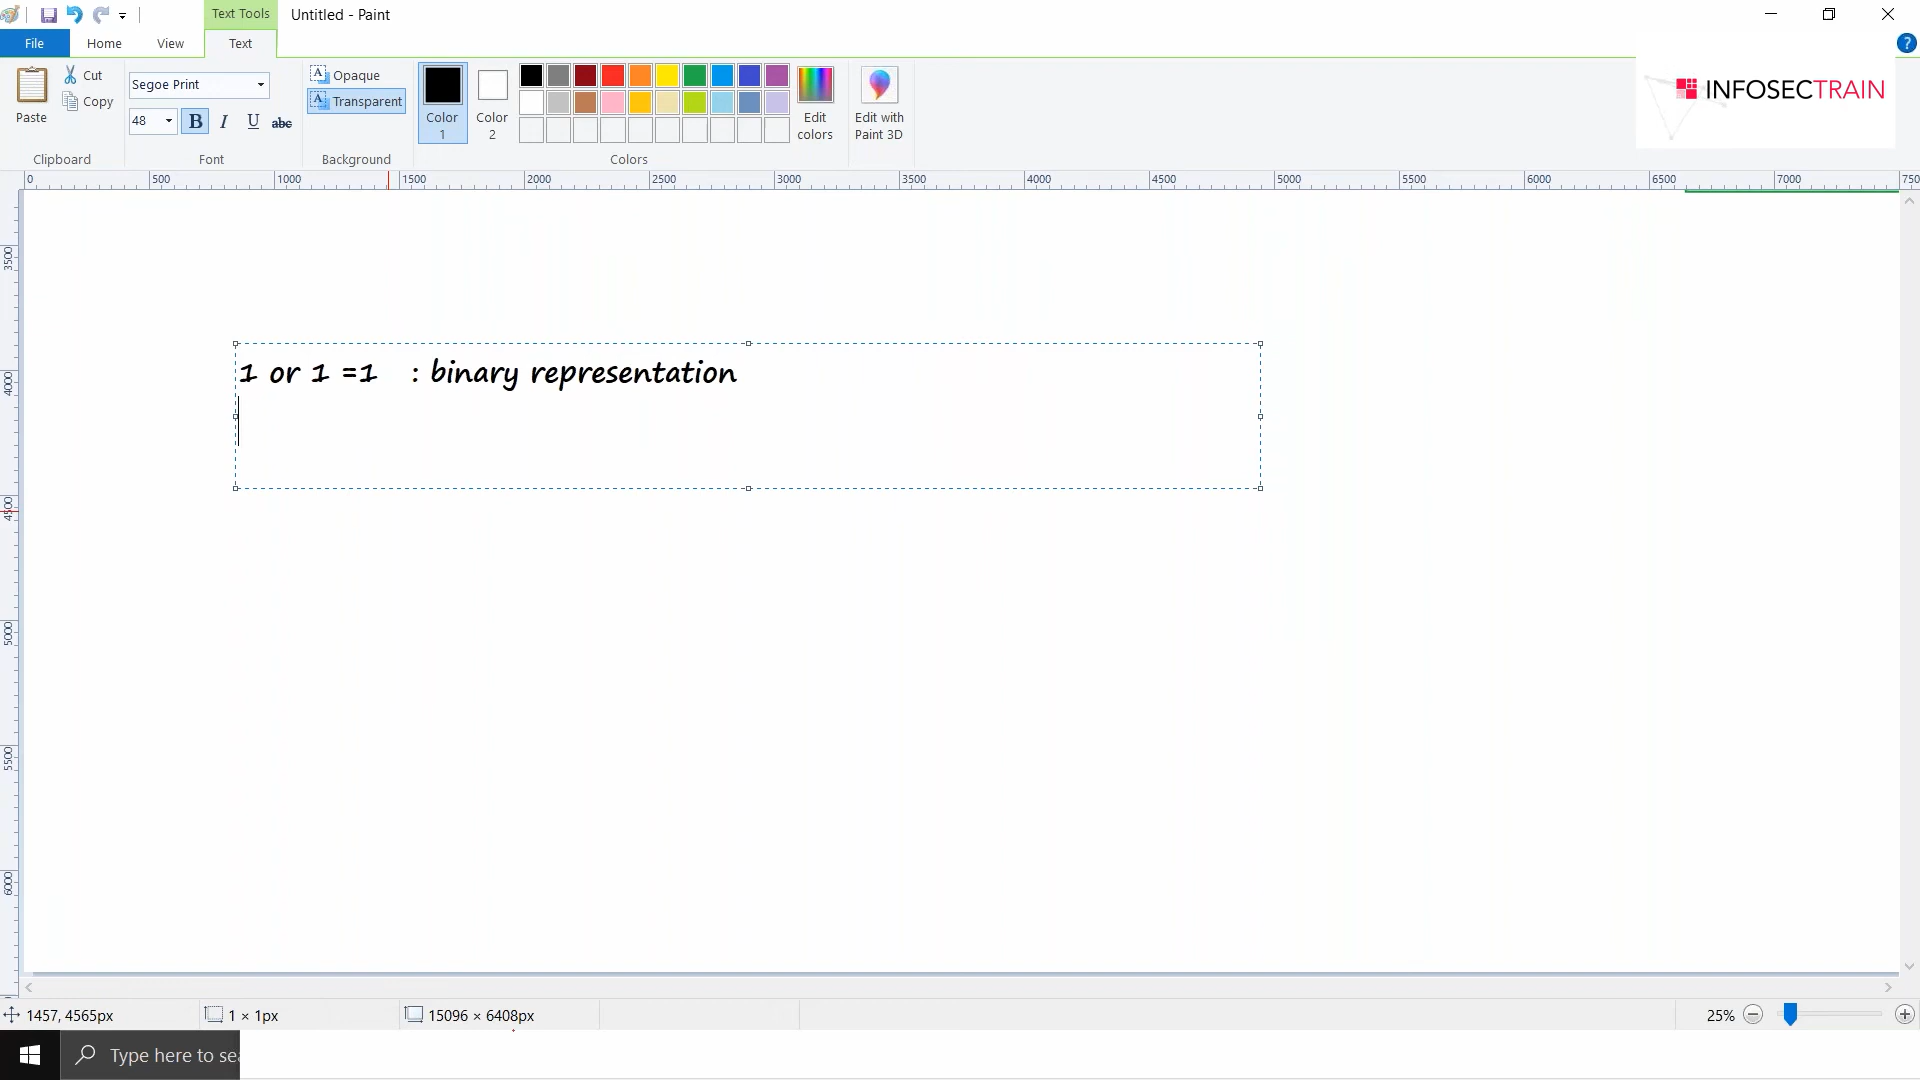 Text Tools
Untitled - Paint
File
Home
View
Text
?
Paste
Cut
Copy
Clipboard
Segoe Print
48
B I U abc
Font
A Opaque
A Transparent
Background
Color
1
Color
2
Edit
colors
Colors
Edit with
Paint 3D
INFOSECTRAIN
0 500 1000 1500 2000 2500 3000 3500 4000 4500 5000 5500 6000 6500 7000 750
3500
4000
4500
5000
5500
6000
1 or 1 =1 : binary representation
1457, 4565px
1 × 1px
15096 × 6408px
25%
Type here to sea